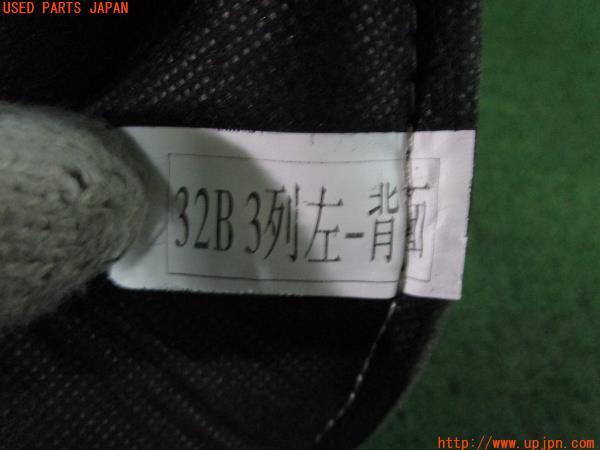 USED PARTS JAPAN
32B 3列左-背面
http://www.upjpn.com